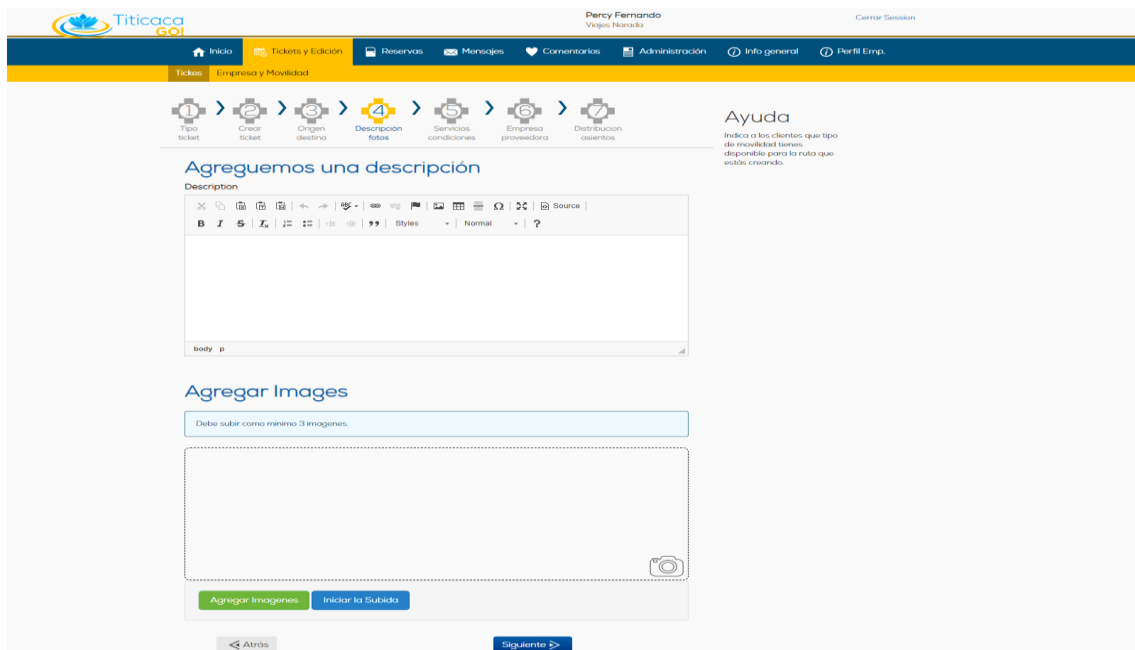 Titicaca
GO!
Percy Fernando
Viajes Narada
Cerrar Session
Inicio
Tickets y Edición
Reservas
Mensajes
Comentarios
Administración
Info general
Perfil Emp.
Tickes
Empresa y Movilidad
1
Tipo
ticket
2
Crear
ticket
3
Origen
destino
4
Descripción
fotos
5
Servicios
condiciones
6
Empresa
proveedora
7
Distribucion
asientos
Ayuda
Indica a los clientes que tipo
de movilidad tienes
disponible para la ruta que
estás creando.
Agreguemos una descripción
Description
Source
B I S Ix
Styles
Normal
?
body p
Agregar Images
Debe subir como minimo 3 imagenes.
Agregar Imagenes
Iniciar la Subida
Atrás
Siguiente